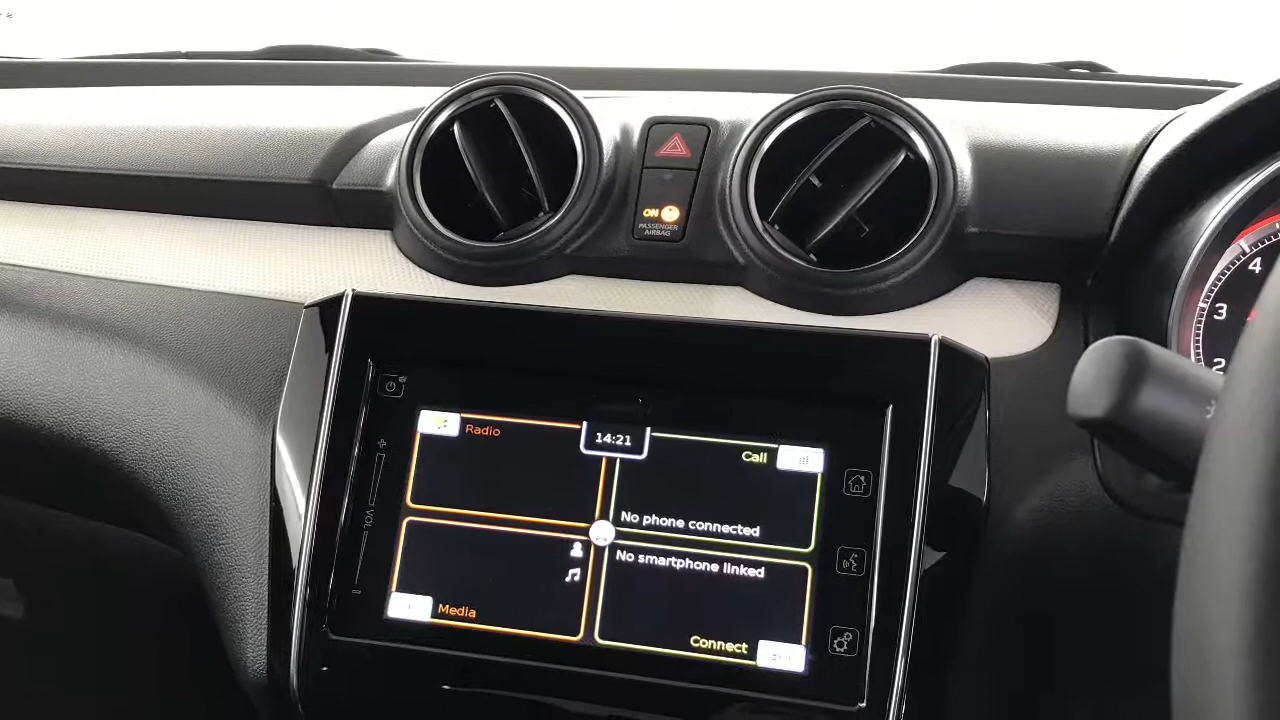 ON
PASSENGER
AIRBAG
4
3
2
Radio
14:21
Call
VOL
No phone connected
No smartphone linked
Media
Connect